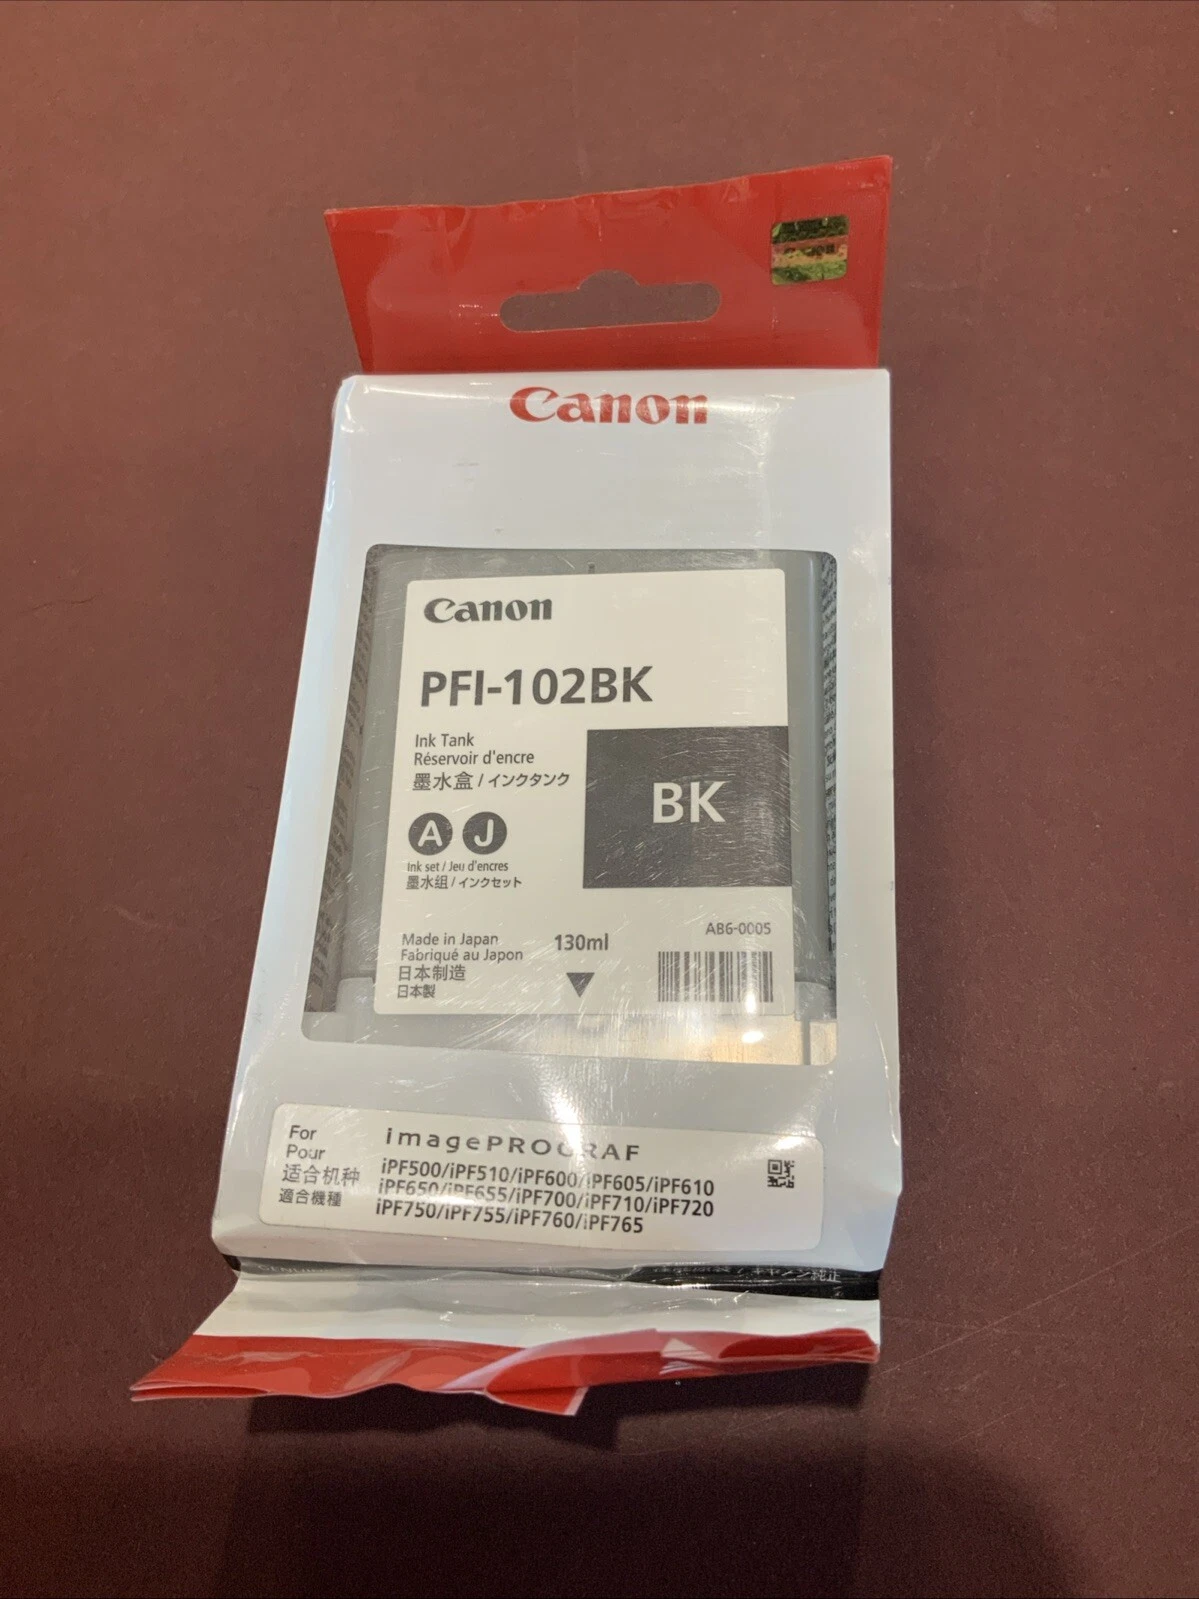 Canon
Canon
PFI-102BK
Ink Tank
Réservoir d'encre
墨水盒 / インクタンク
BK
A J
Ink set / Jeu d'encres
墨水组 / インクセット
AB6-0005
Made in Japan
Fabriqué au Japon
日本制造
日本製
130ml
For
Pour
适合机种
適合機種
imagePROGRAF
iPF500/iPF510/iPF600/iPF605/iPF610
iPF650/iPF655/iPF700/iPF710/iPF720
iPF750/iPF755/iPF760/iPF765